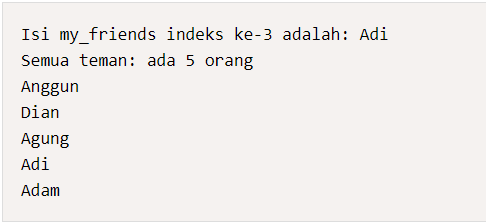 Isi my_friends indeks ke-3 adalah: Adi
Semua teman: ada 5 orang
Anggun
Dian
Agung
Adi
Adam